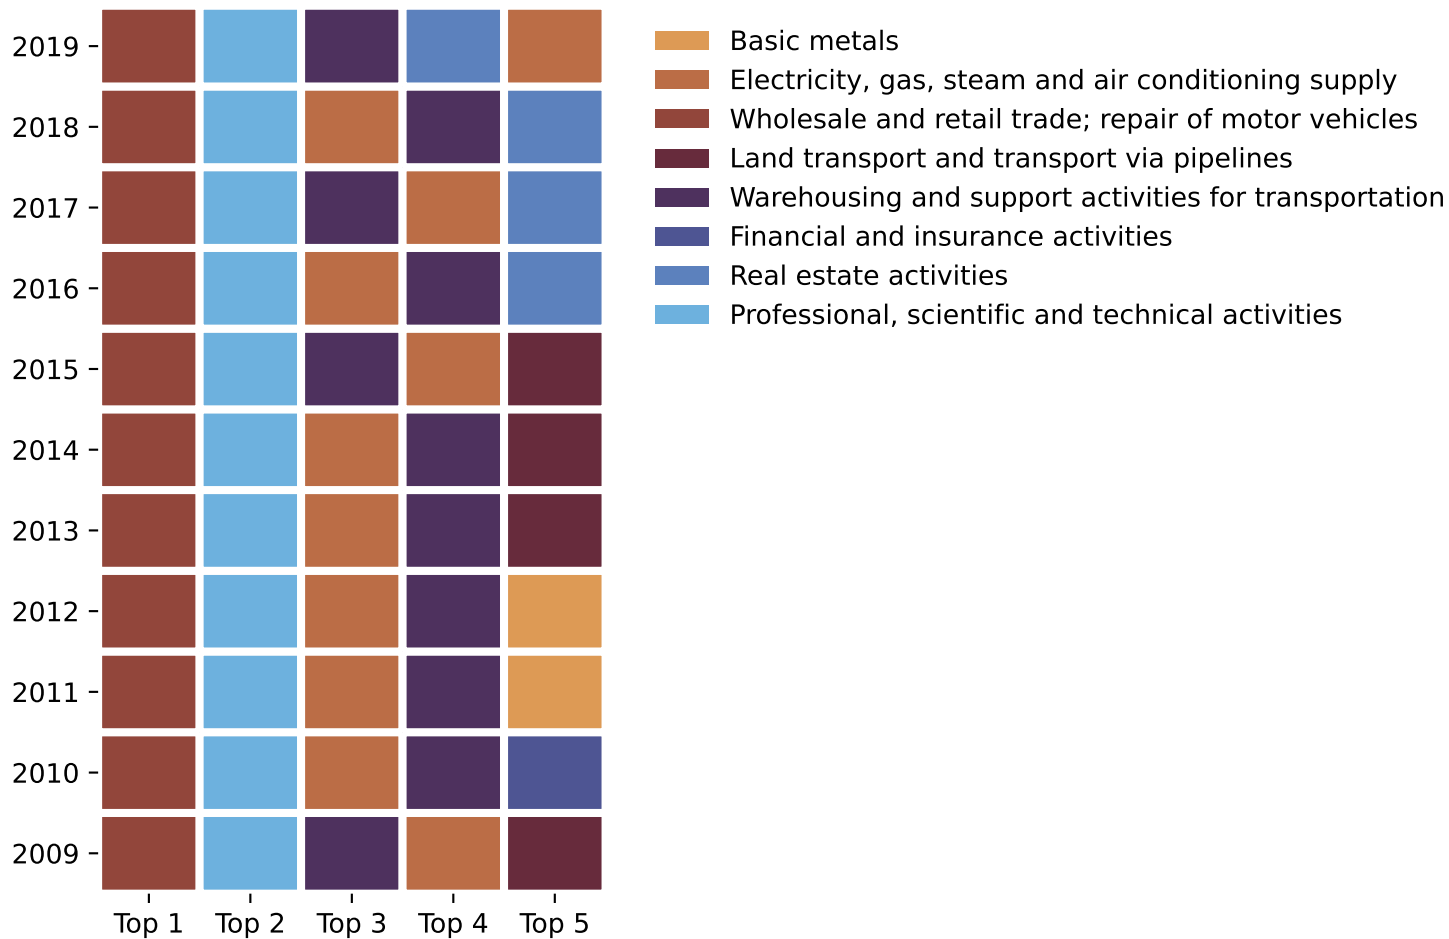 2019
2018
2017
2016
2015
2014
2013
2012
2011
2010
2009
Top 1
Top 2
Top 3
Top 4
Top 5
Basic metals
Electricity, gas, steam and air conditioning supply
Wholesale and retail trade; repair of motor vehicles
Land transport and transport via pipelines
Warehousing and support activities for transportation
Financial and insurance activities
Real estate activities
Professional, scientific and technical activities